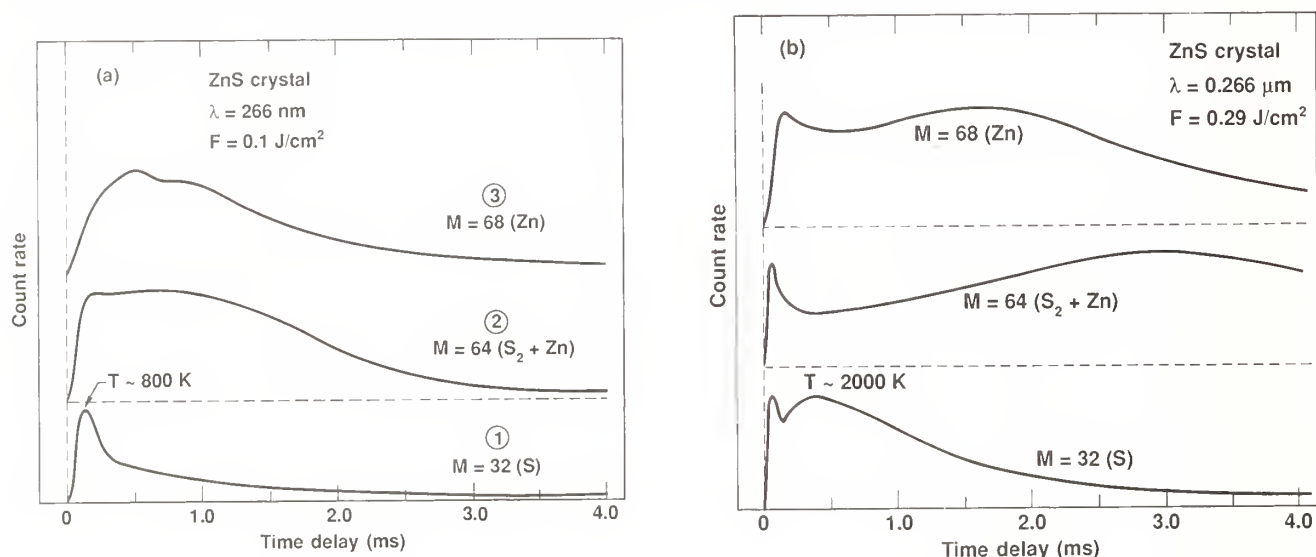 (a)
ZnS crystal
λ = 266 nm
F = 0.1 J/cm²
③
M = 68 (Zn)
②
M = 64 (S₂ + Zn)
T ~ 800 K
①
M = 32 (S)
Count rate
0 1.0 2.0 3.0 4.0
Time delay (ms)
(b)
ZnS crystal
λ = 0.266 μm
F = 0.29 J/cm²
M = 68 (Zn)
M = 64 (S₂ + Zn)
T ~ 2000 K
M = 32 (S)
Count rate
0 1.0 2.0 3.0 4.0
Time delay (ms)